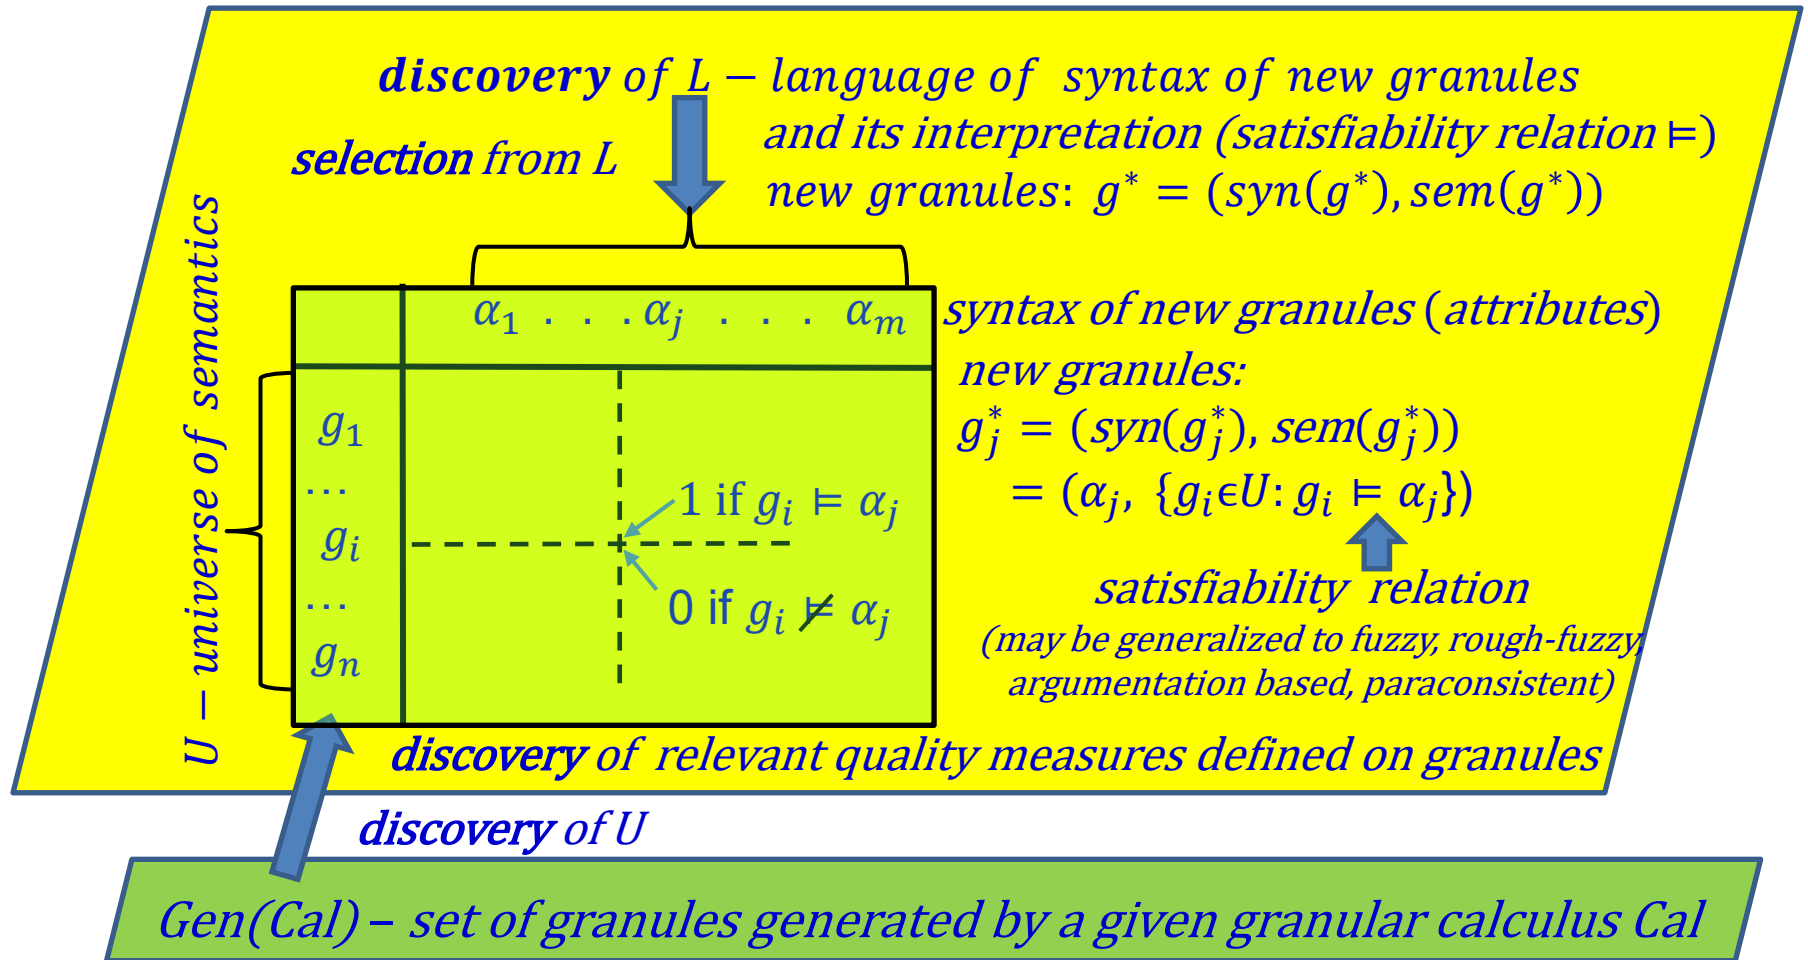 discovery of L – language of syntax of new granules
and its interpretation (satisfiability relation ⊨)
selection from L
new granules: g* = (syn(g*), sem(g*))
U – universe of semantics
α₁ . . . αⱼ . . . αₘ
syntax of new granules (attributes)
new granules:
g₁
gⱼ* = (syn(gⱼ*), sem(gⱼ*))
...
= (αⱼ, {gᵢϵU: gᵢ ⊨ αⱼ})
1 if gᵢ ⊨ αⱼ
gᵢ
satisfiability relation
...
0 if gᵢ ⊭ αⱼ
(may be generalized to fuzzy, rough-fuzzy,
gₙ
argumentation based, paraconsistent)
discovery of relevant quality measures defined on granules
discovery of U
Gen(Cal) – set of granules generated by a given granular calculus Cal